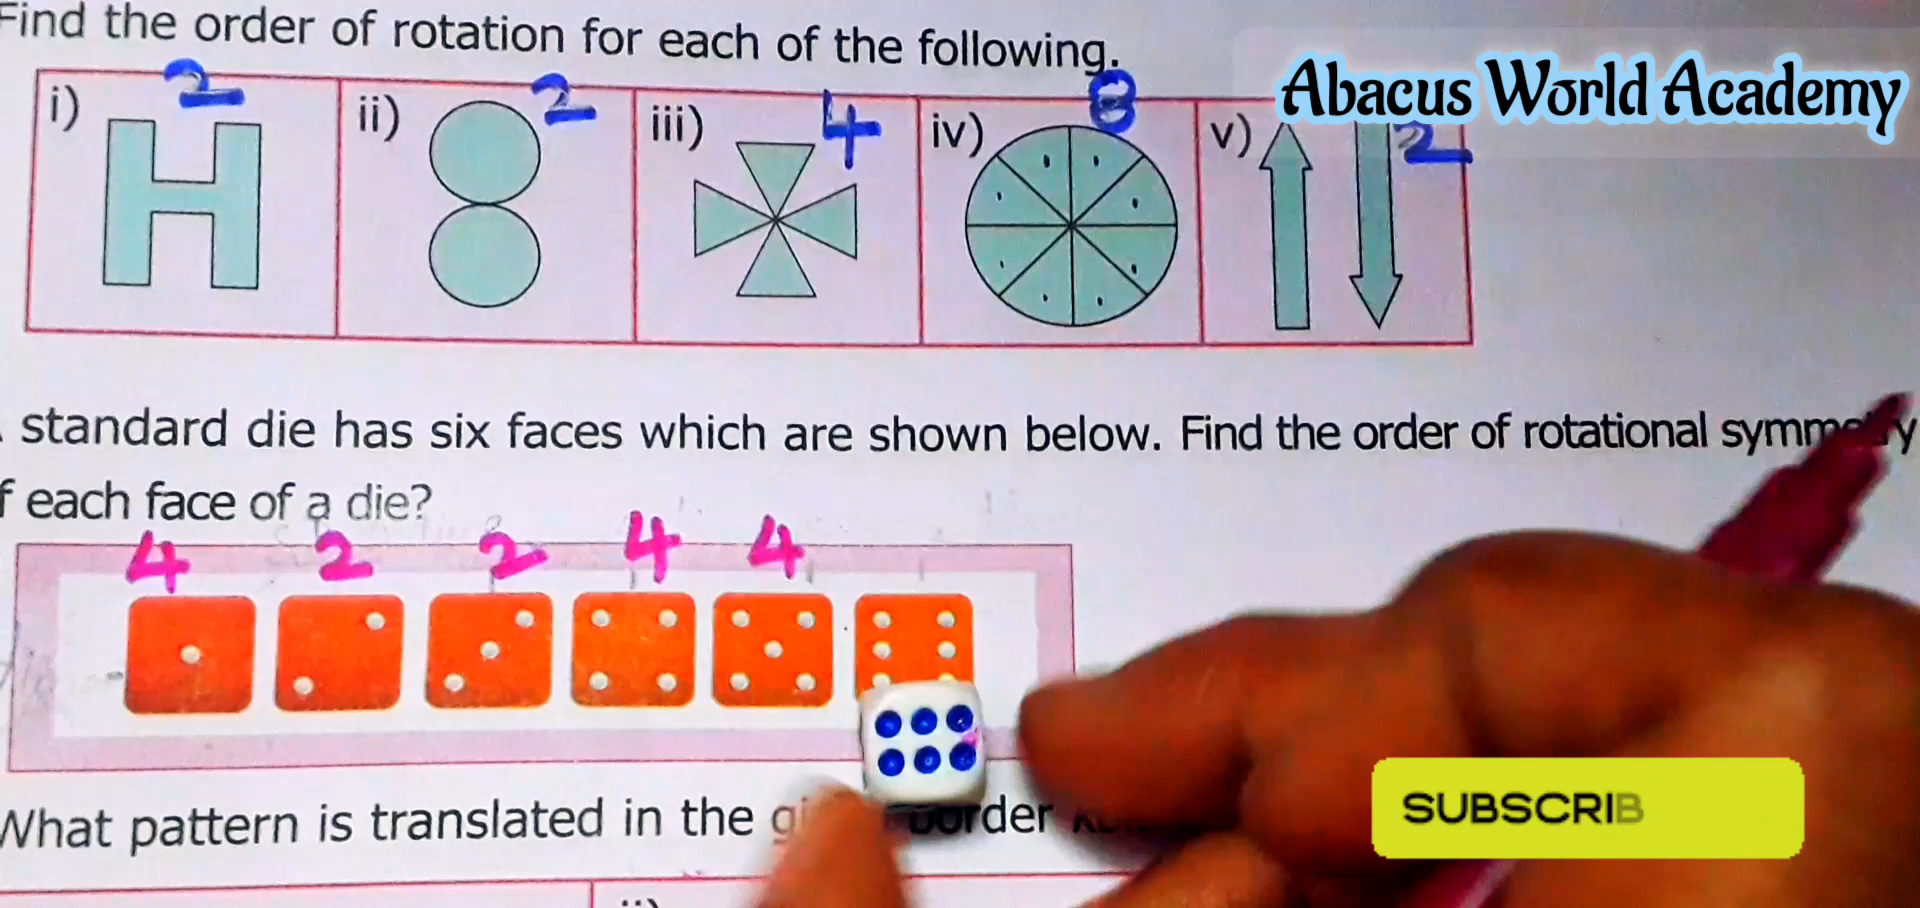 Find the order of rotation for each of the following.
Abacus World Academy
i) 2 ii) 2 iii) 4 iv) 8 v) 2
standard die has six faces which are shown below. Find the order of rotational symmetry
f each face of a die?
4 2 2 4 4
What pattern is translated in the
SUBSCRIB
ii)